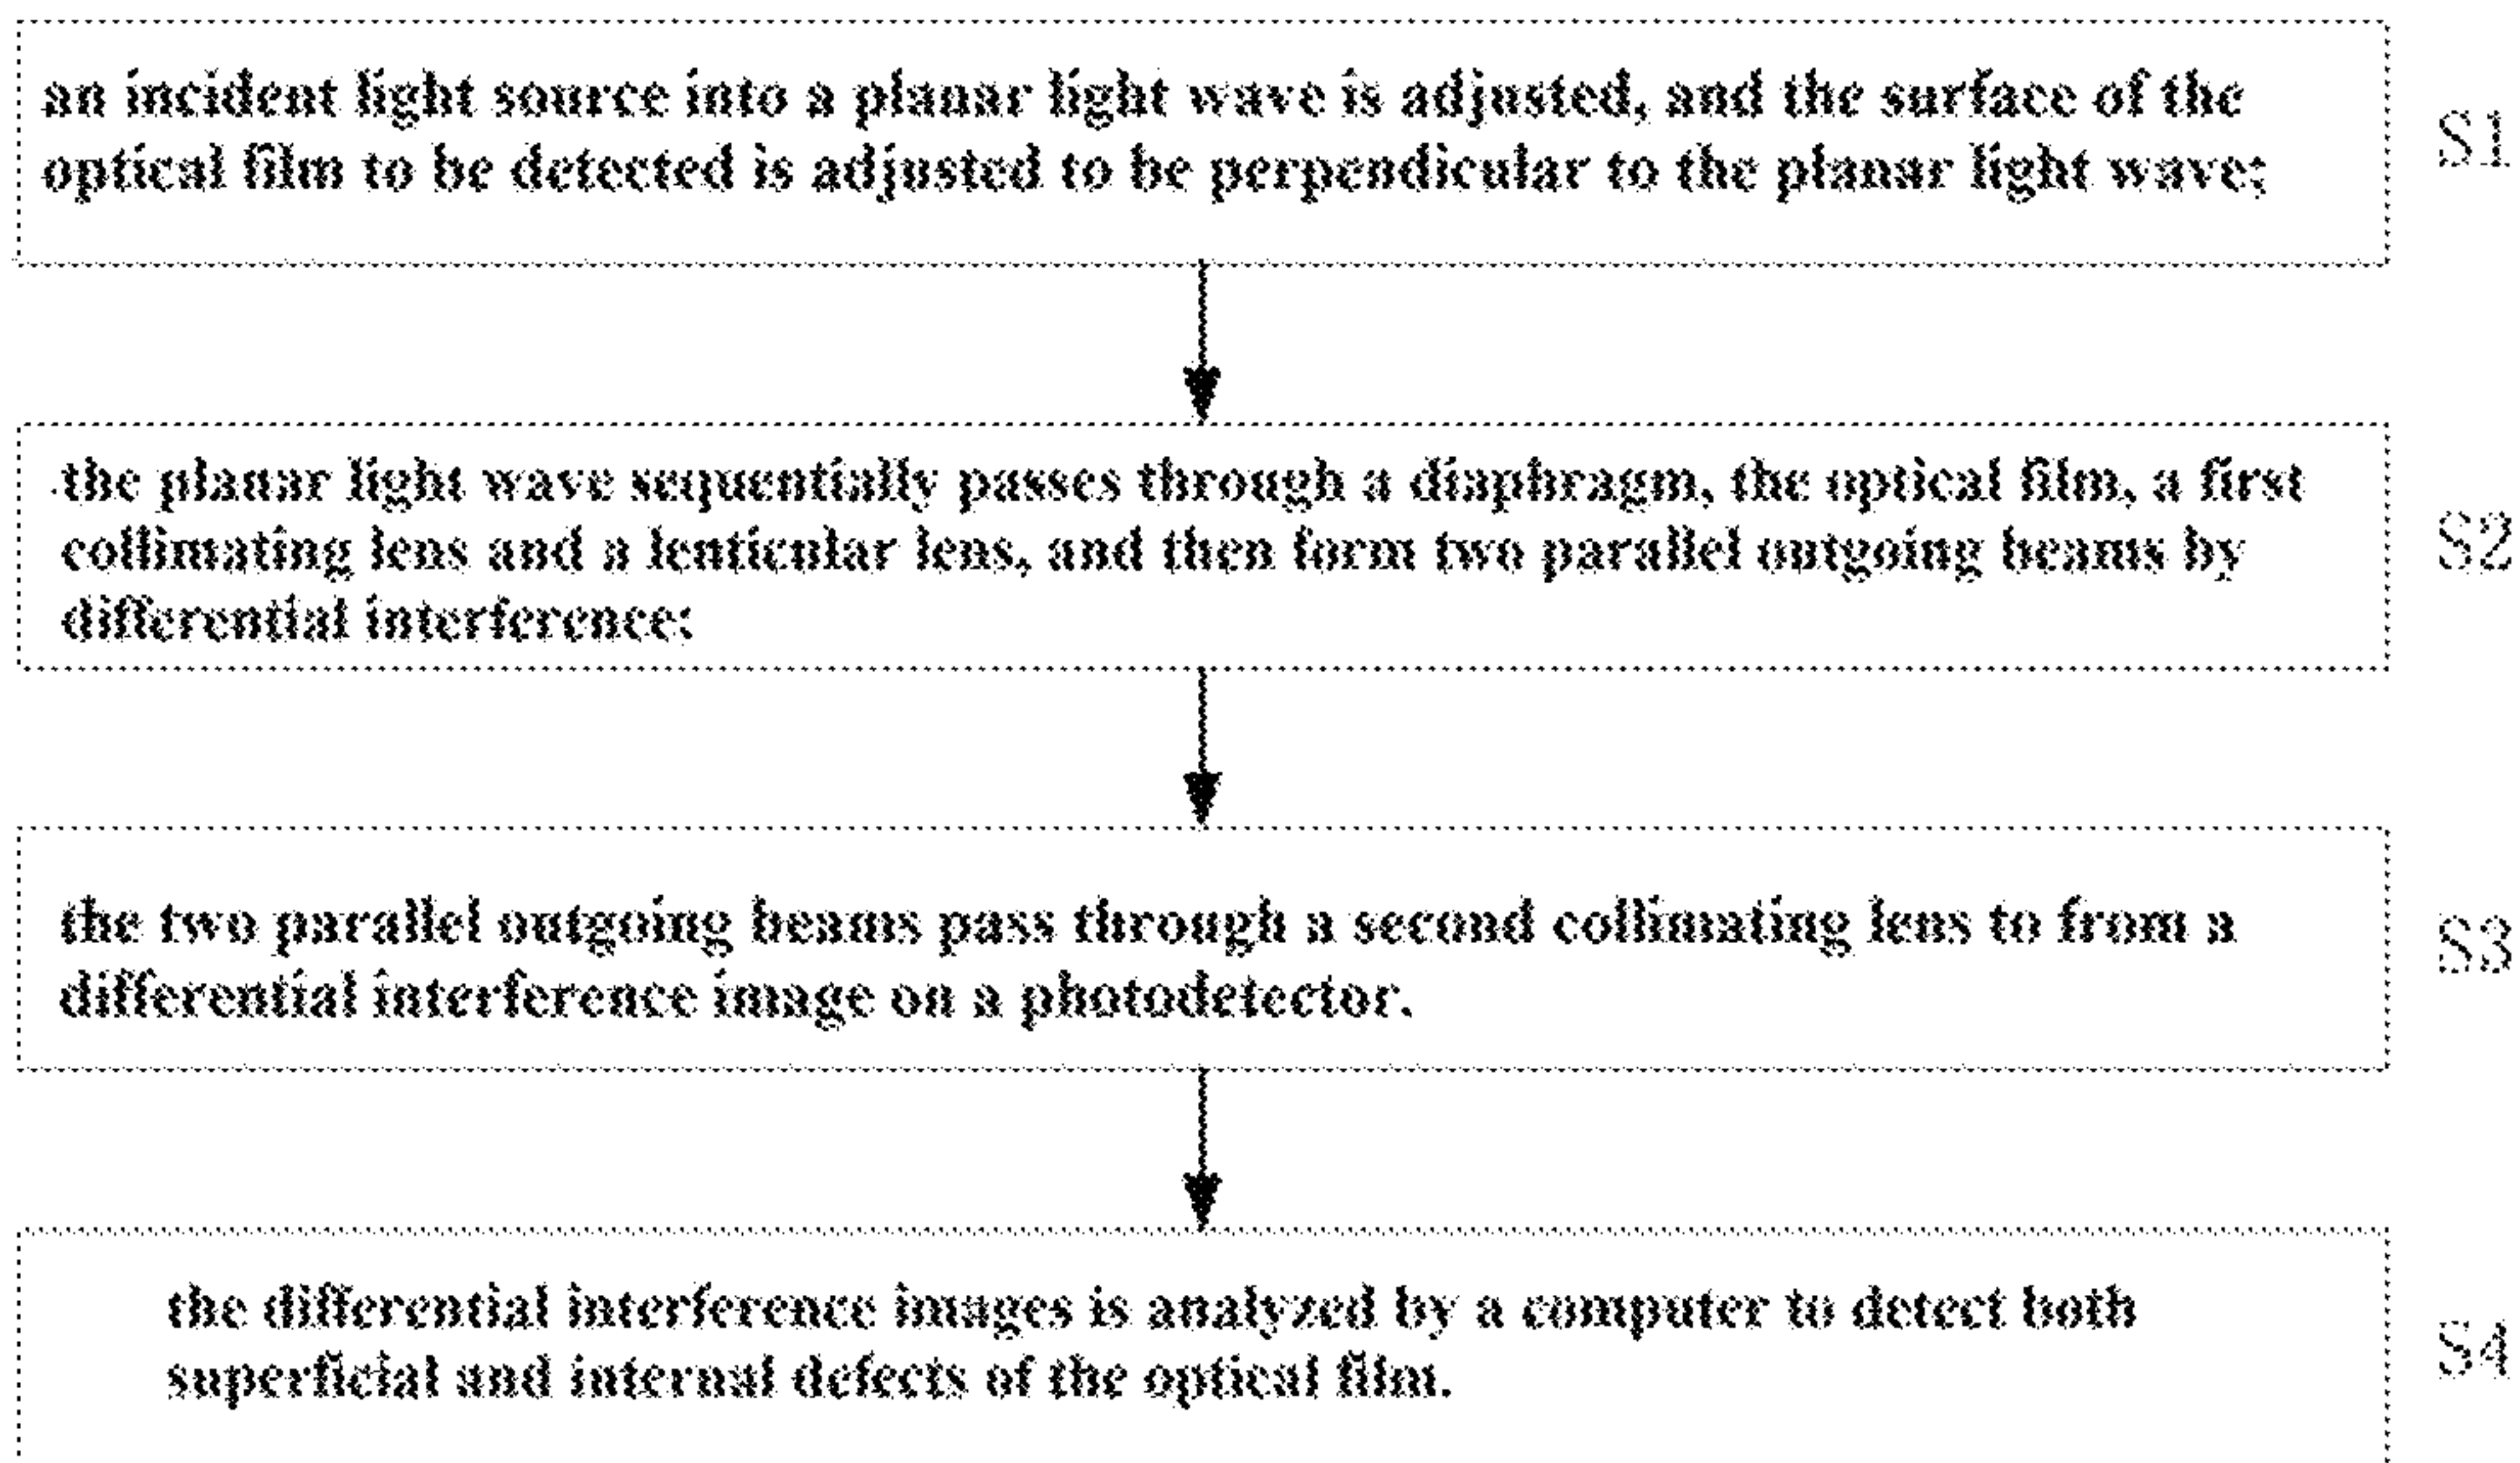 an incident light source into a planar light wave is adjusted, and the surface of the
optical film to be detected is adjusted to be perpendicular to the planar light wave;
S1
the planar light wave sequentially passes through a diaphragm, the optical film, a first
collimating lens and a lenticular lens, and then form two parallel outgoing beams by
differential interference;
S2
the two parallel outgoing beams pass through a second collimating lens to from a
differential interference image on a photodetector.
S3
the differential interference images is analyzed by a computer to detect both
superficial and internal defects of the optical film.
S4